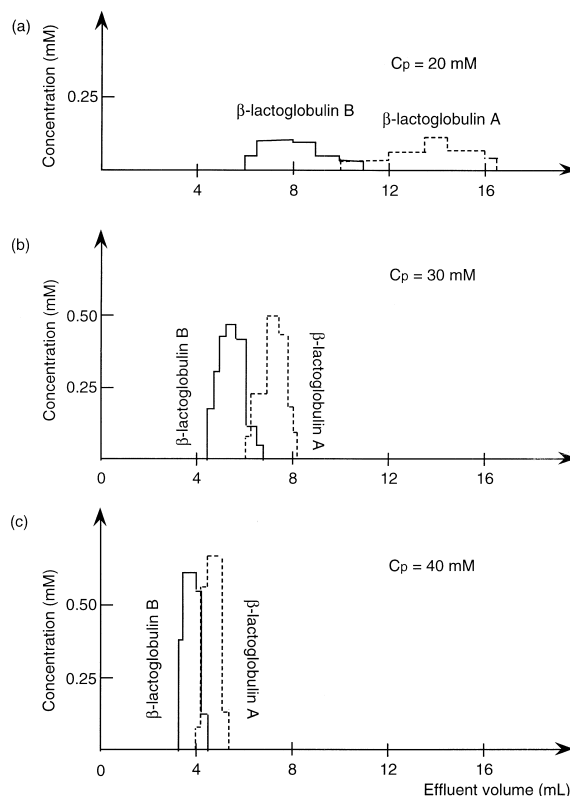 (a)
Concentration (mM)
0.25
Cp = 20 mM
β-lactoglobulin B
β-lactoglobulin A
4 8 12 16
(b)
Concentration (mM)
0.50
0.25
Cp = 30 mM
β-lactoglobulin B
β-lactoglobulin A
0 4 8 12 16
(c)
Concentration (mM)
0.50
0.25
Cp = 40 mM
β-lactoglobulin B
β-lactoglobulin A
0 4 8 12 16
Effluent volume (mL)